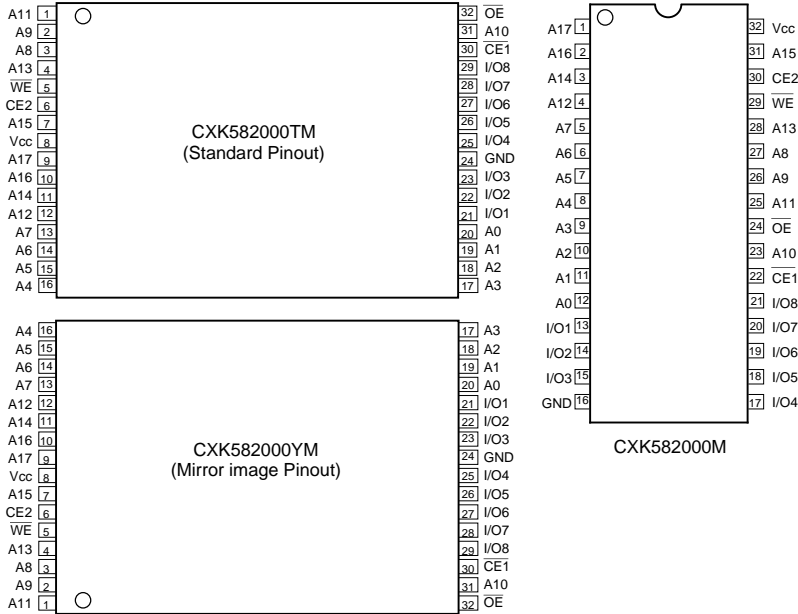 A11 1 32 OE
A9 2 31 A10
A8 3 30 CE1
A13 4 29 I/O8
WE 5 28 I/O7
CE2 6 27 I/O6
A15 7 26 I/O5
Vcc 8 25 I/O4
A17 9 24 GND
A16 10 23 I/O3
A14 11 22 I/O2
A12 12 21 I/O1
A7 13 20 A0
A6 14 19 A1
A5 15 18 A2
A4 16 17 A3
CXK582000TM
(Standard Pinout)
A4 16 17 A3
A5 15 18 A2
A6 14 19 A1
A7 13 20 A0
A12 12 21 I/O1
A14 11 22 I/O2
A16 10 23 I/O3
A17 9 24 GND
Vcc 8 25 I/O4
A15 7 26 I/O5
CE2 6 27 I/O6
WE 5 28 I/O7
A13 4 29 I/O8
A8 3 30 CE1
A9 2 31 A10
A11 1 32 OE
CXK582000YM
(Mirror image Pinout)
A17 1 32 Vcc
A16 2 31 A15
A14 3 30 CE2
A12 4 29 WE
A7 5 28 A13
A6 6 27 A8
A5 7 26 A9
A4 8 25 A11
A3 9 24 OE
A2 10 23 A10
A1 11 22 CE1
A0 12 21 I/O8
I/O1 13 20 I/O7
I/O2 14 19 I/O6
I/O3 15 18 I/O5
GND 16 17 I/O4
CXK582000M